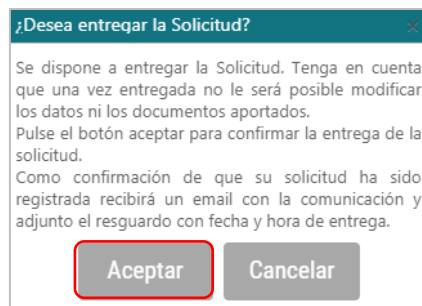 ¿Desea entregar la Solicitud?
Se dispone a entregar la Solicitud. Tenga en cuenta
que una vez entregada no le será posible modificar
los datos ni los documentos aportados.
Pulse el botón aceptar para confirmar la entrega de la
solicitud.
Como confirmación de que su solicitud ha sido
registrada recibirá un email con la comunicación y
adjunto el resguardo con fecha y hora de entrega.
Aceptar Cancelar